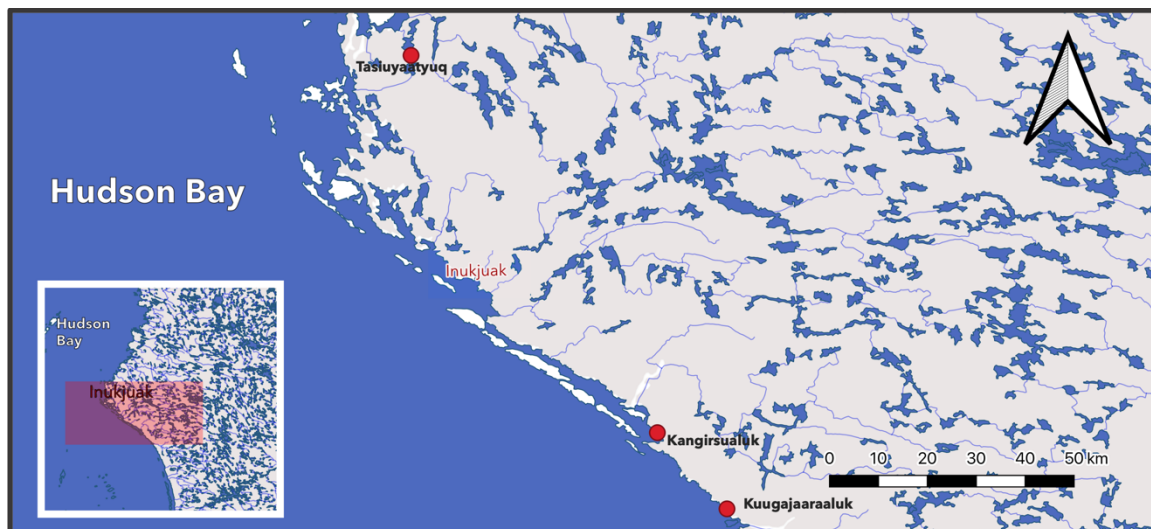 Tasiuyaatyuq
Hudson Bay
Inukjuak
Hudson
Bay
Inukjuak
Kangirsualuk
0 10 20 30 40 50 km
Kuugajaaraaluk